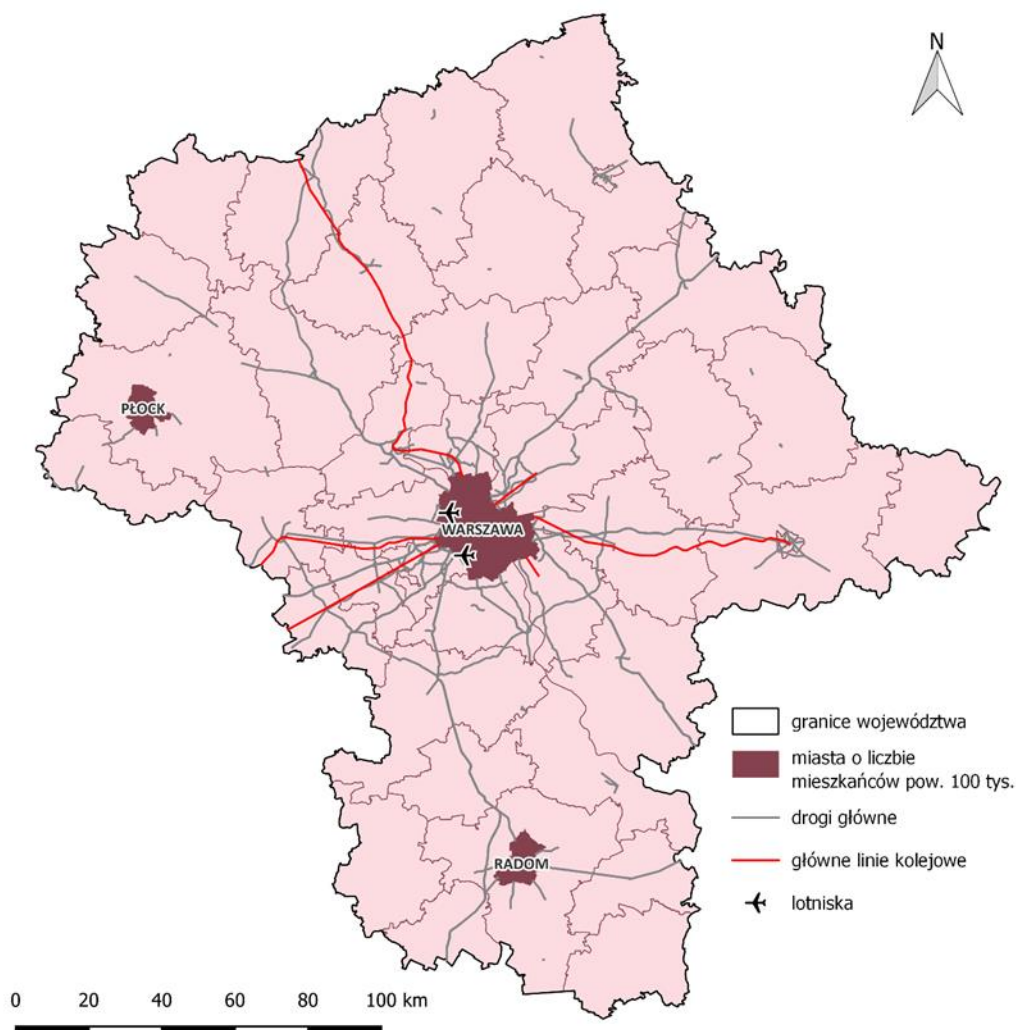 N
PŁOCK
WARSZAWA
granice województwa
miasta o liczbie
mieszkańców pow. 100 tys.
drogi główne
RADOM
główne linie kolejowe
lotniska
0 20 40 60 80 100 km